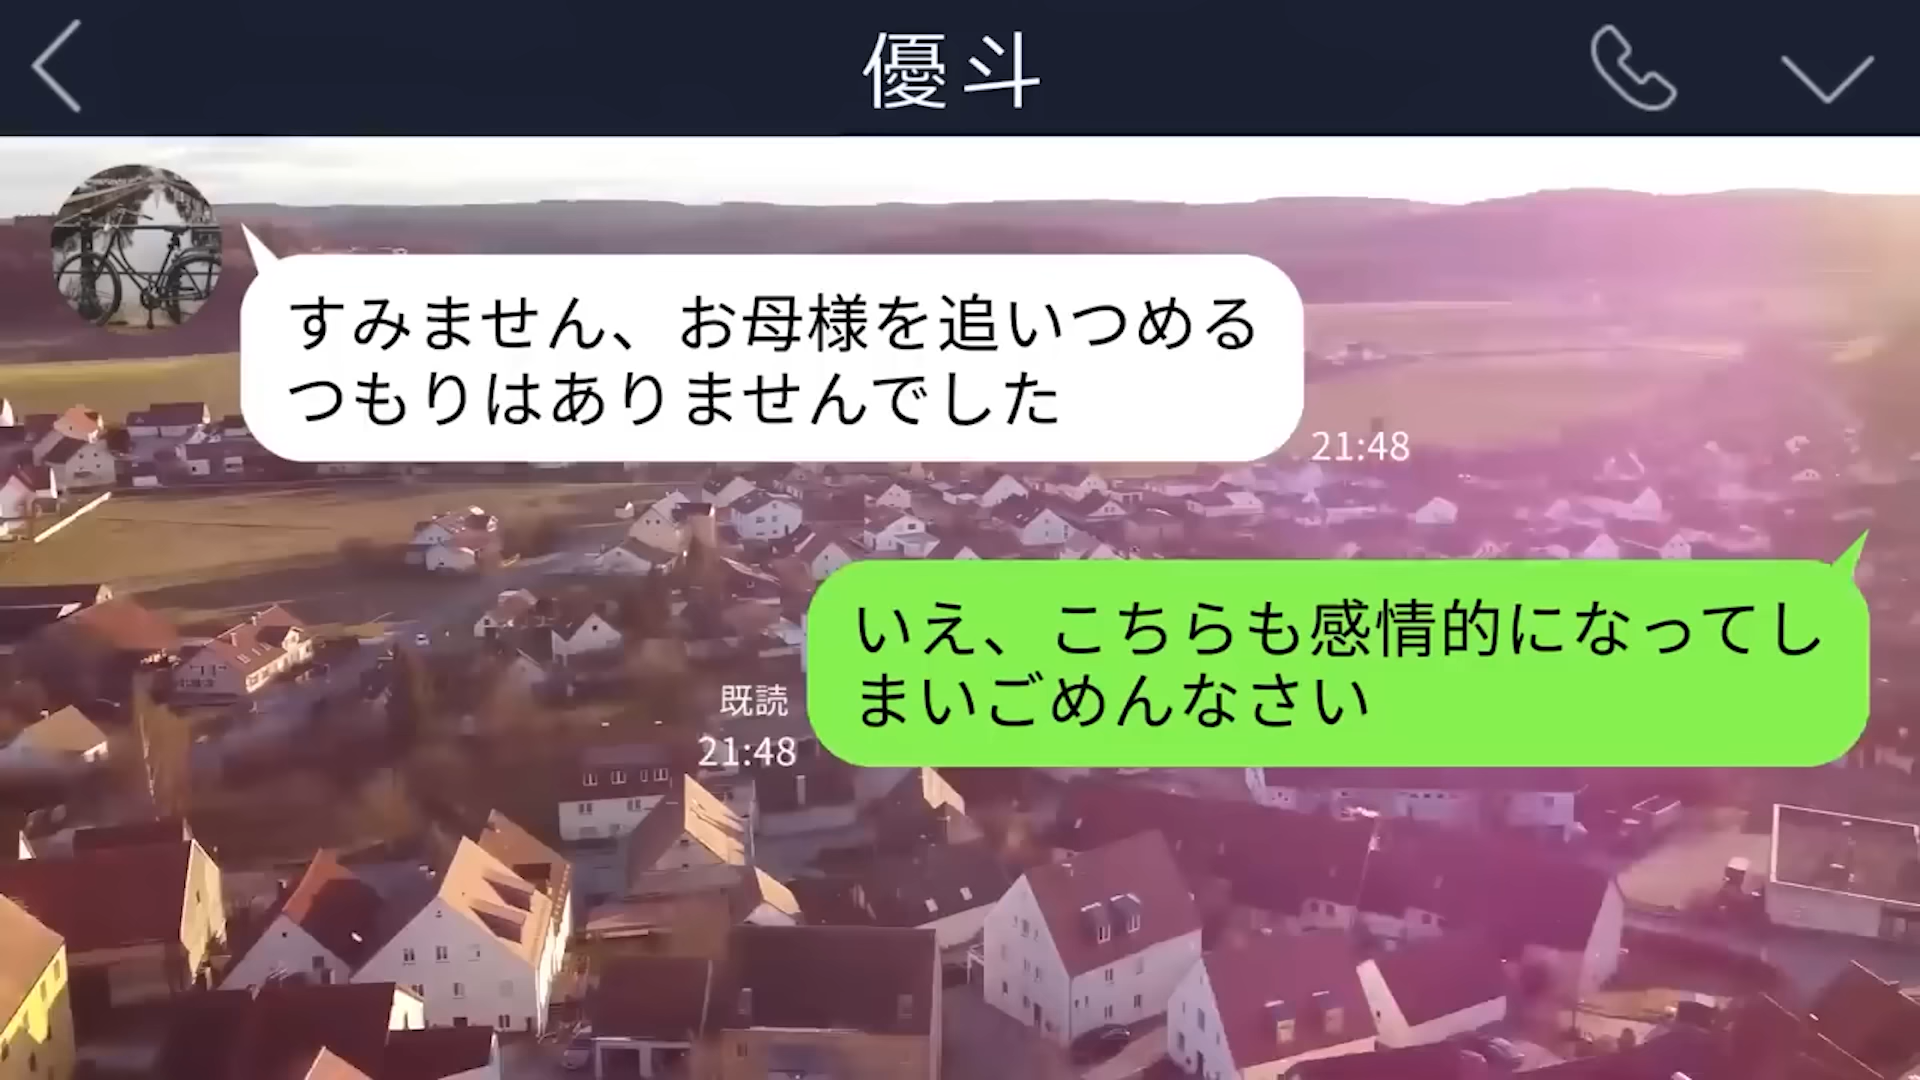 優斗
すみません、お母様を追いつめる
つもりはありませんでした
21:48
いえ、こちらも感情的になってし
まいごめんなさい
既読
21:48